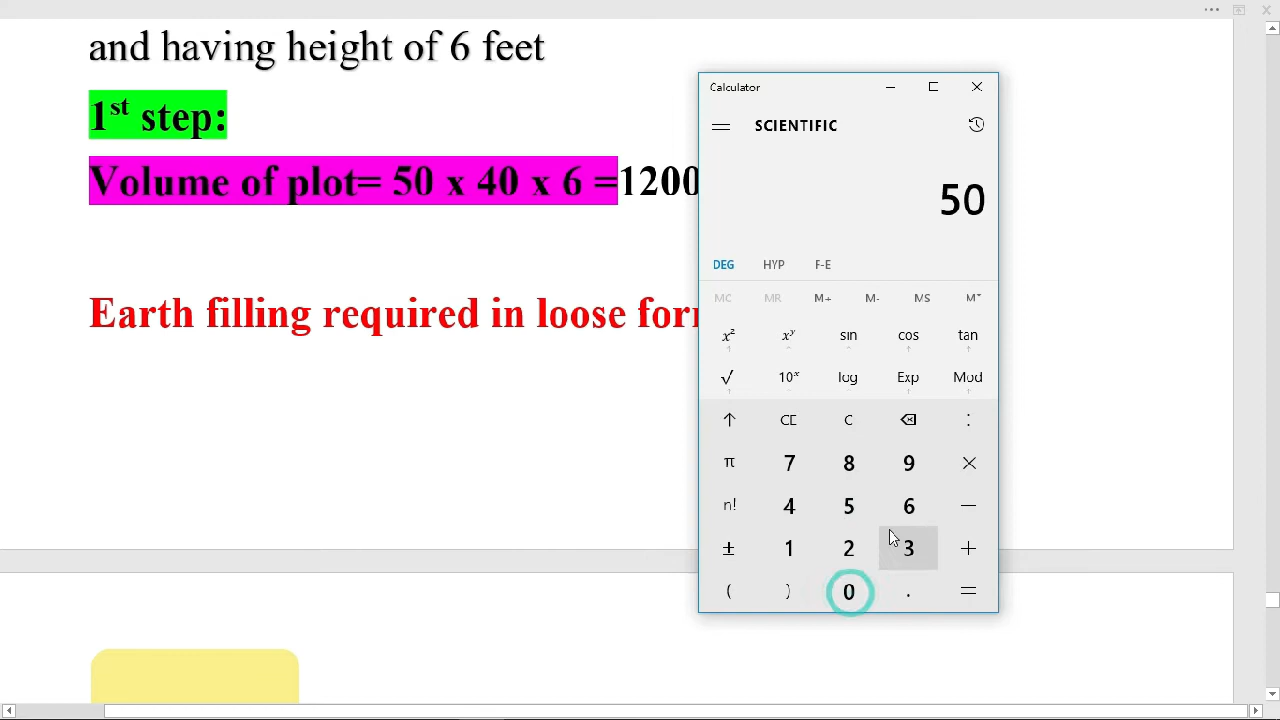 and having height of 6 feet
1st step:
Volume of plot= 50 x 40 x 6 =1200
Earth filling required in loose
Calculator
SCIENTIFIC
50
DEG HYP F-E
MC MR M+ M- MS M˅
x² xʸ sin cos tan
√ 10ˣ log Exp Mod
↑ CE C ⌫ :
π 7 8 9 ×
n! 4 5 6 −
± 1 2 3 +
( ) 0 . =